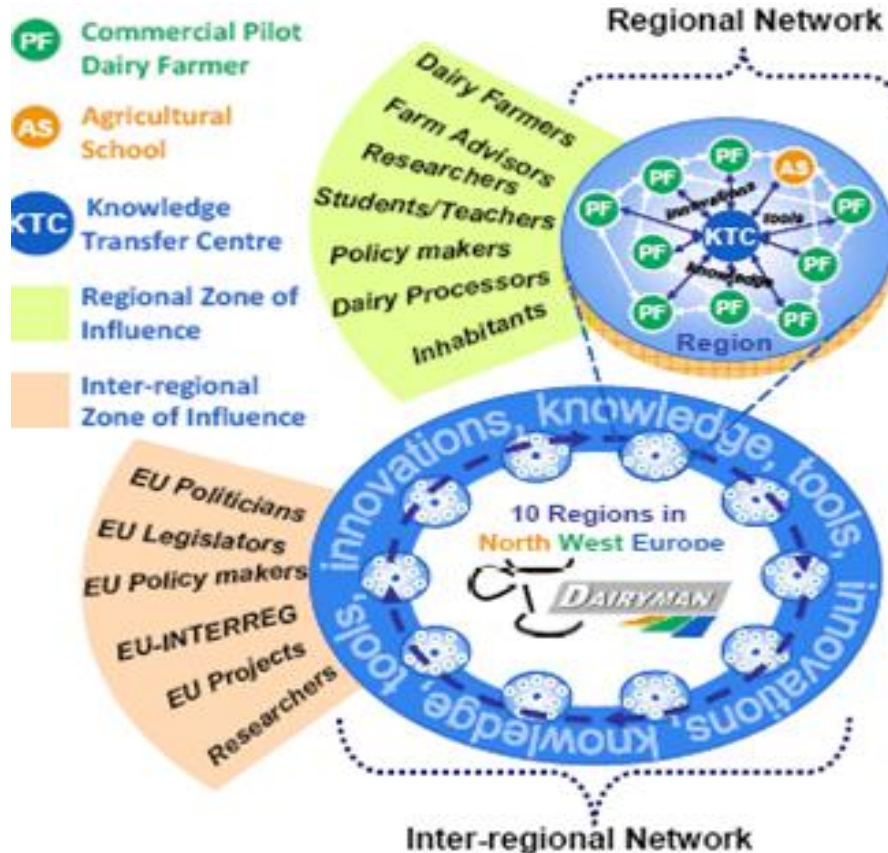 Regional Network
PF Commercial Pilot
Dairy Farmer
AS Agricultural
School
KTC Knowledge
Transfer Centre
Regional Zone of
Influence
Inter-regional
Zone of Influence
Dairy Farmers
Farm Advisors
Researchers
Students/Teachers
Policy makers
Dairy Processors
Inhabitants
PF
PF
AS
PF
PF
innovations
tools
KTC
PF
PF
knowledge
PF
PF
PF
Region
innovations, knowledge, tools,
innovations, knowledge, tools,
10 Regions in
North West Europe
DAIRYMAN
EU Politicians
EU Legislators
EU Policy makers
EU-INTERREG
EU Projects
Researchers
Inter-regional Network